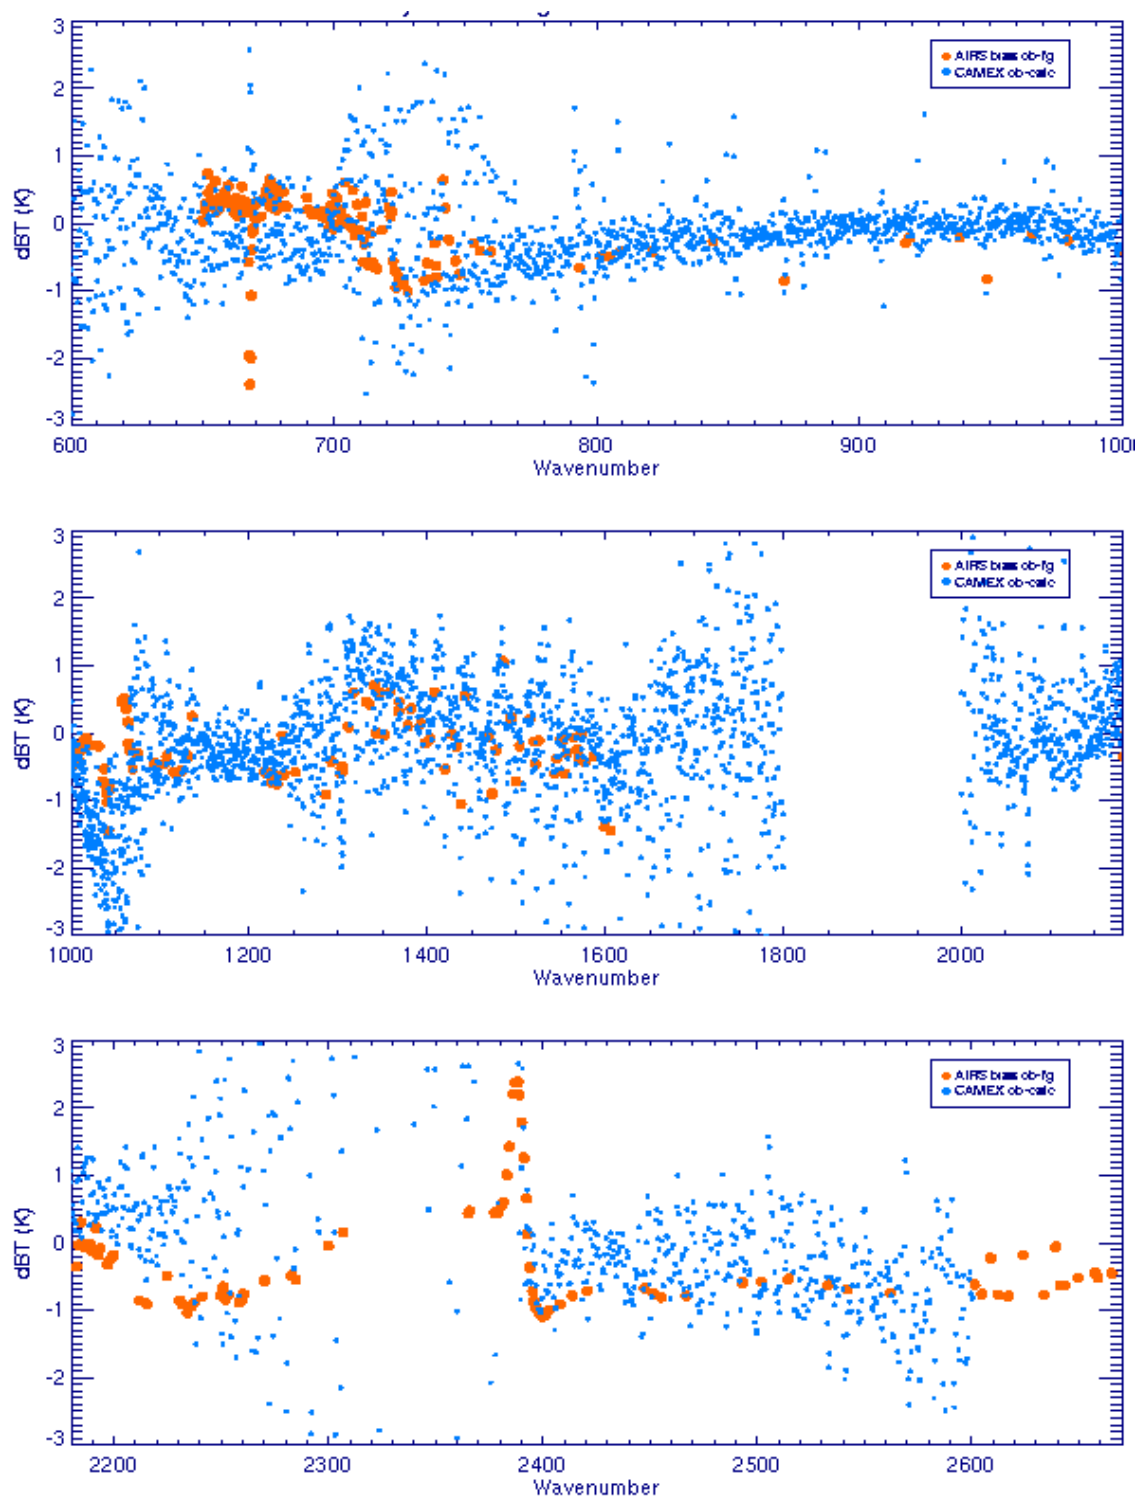 3
2
1
0
-1
-2
-3
dBT (K)
AIRS bias ob-fg
CAMEX ob-calc
600 700 800 900 100
Wavenumber
3
2
1
0
-1
-2
-3
dBT (K)
AIRS bias ob-fg
CAMEX ob-calc
1000 1200 1400 1600 1800 2000
Wavenumber
3
2
1
0
-1
-2
-3
dBT (K)
AIRS bias ob-fg
CAMEX ob-calc
2200 2300 2400 2500 2600
Wavenumber